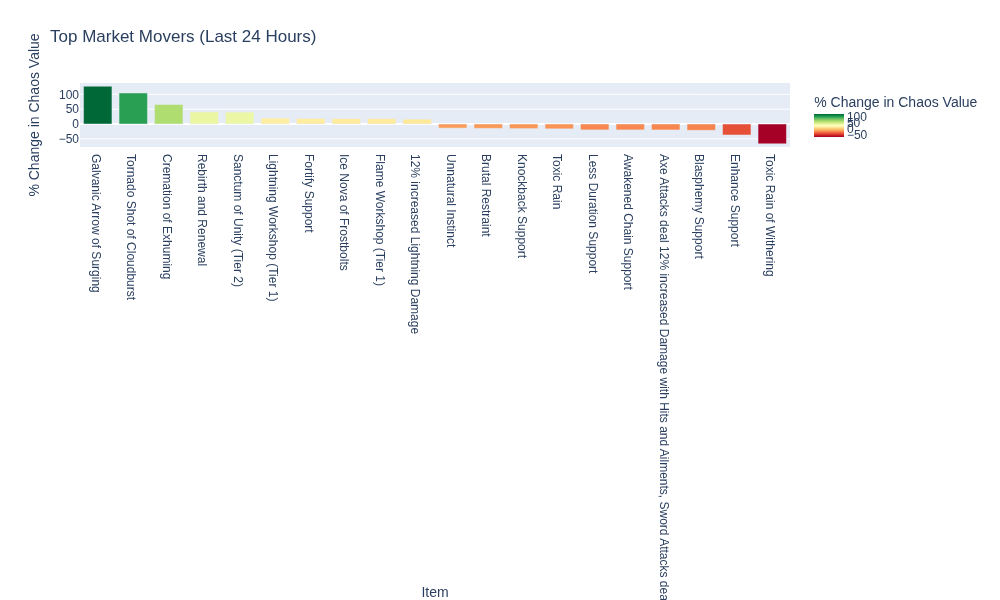 Top Market Movers (Last 24 Hours)
% Change in Chaos Value
100
50
0
−50
Galvanic Arrow of Surging
Tornado Shot of Cloudburst
Cremation of Exhuming
Rebirth and Renewal
Sanctum of Unity (Tier 2)
Lightning Workshop (Tier 1)
Fortify Support
Ice Nova of Frostbolts
Flame Workshop (Tier 1)
12% increased Lightning Damage
Unnatural Instinct
Brutal Restraint
Knockback Support
Toxic Rain
Less Duration Support
Awakened Chain Support
Axe Attacks deal 12% increased Damage with Hits and Ailments, Sword Attacks dea
Blasphemy Support
Enhance Support
Toxic Rain of Withering
Item
% Change in Chaos Value
100
50
0
−50